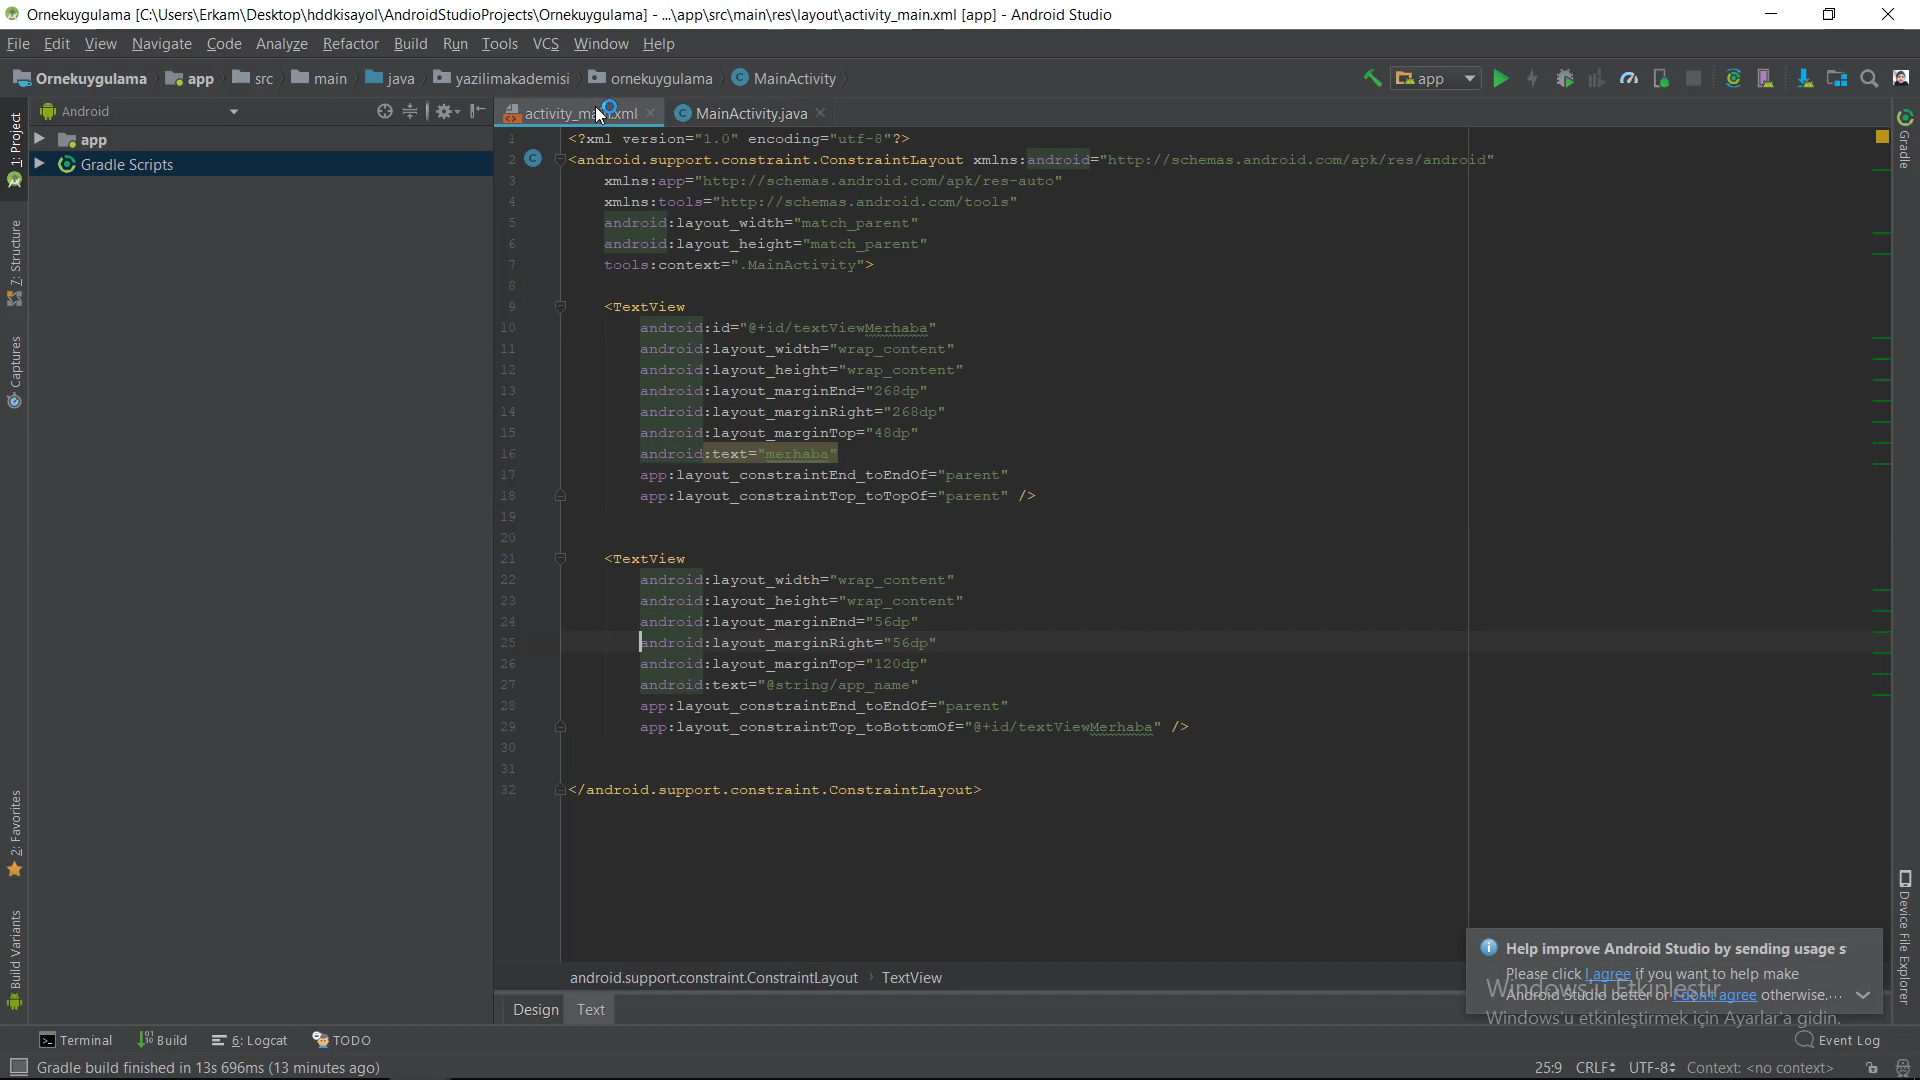 Ornekuygulama [C:\Users\Erkam\Desktop\hddkisayol\AndroidStudioProjects\Ornekuygulama] - ...\app\src\main\res\layout\activity_main.xml [app] - Android Studio
File Edit View Navigate Code Analyze Refactor Build Run Tools VCS Window Help
Ornekuygulama app src main java yazilimakademisi ornekuygulama MainActivity app
Android
activity_main.xml MainActivity.java
1: Project
7: Structure
Captures
2: Favorites
Build Variants
app
Gradle Scripts
1 <?xml version="1.0" encoding="utf-8"?>
2 <android.support.constraint.ConstraintLayout xmlns:android="http://schemas.android.com/apk/res/android"
3 xmlns:app="http://schemas.android.com/apk/res-auto"
4 xmlns:tools="http://schemas.android.com/tools"
5 android:layout_width="match_parent"
6 android:layout_height="match_parent"
7 tools:context=".MainActivity">
8
9 <TextView
10 android:id="@+id/textViewMerhaba"
11 android:layout_width="wrap_content"
12 android:layout_height="wrap_content"
13 android:layout_marginEnd="268dp"
14 android:layout_marginRight="268dp"
15 android:layout_marginTop="48dp"
16 android:text="merhaba"
17 app:layout_constraintEnd_toEndOf="parent"
18 app:layout_constraintTop_toTopOf="parent" />
19
20
21 <TextView
22 android:layout_width="wrap_content"
23 android:layout_height="wrap_content"
24 android:layout_marginEnd="56dp"
25 android:layout_marginRight="56dp"
26 android:layout_marginTop="120dp"
27 android:text="@string/app_name"
28 app:layout_constraintEnd_toEndOf="parent"
29 app:layout_constraintTop_toBottomOf="@+id/textViewMerhaba" />
30
31
32 </android.support.constraint.ConstraintLayout>
android.support.constraint.ConstraintLayout TextView
Design Text
Gradle
Device File Explorer
Help improve Android Studio by sending usage s
Please click I agree if you want to help make
Android Studio better or I don't agree otherwise....
Windows'u Etkinleştir
Windows'u etkinleştirmek için Ayarlar'a gidin.
Terminal Build 6: Logcat TODO Event Log
Gradle build finished in 13s 696ms (13 minutes ago) 25:9 CRLF UTF-8 Context: <no context>